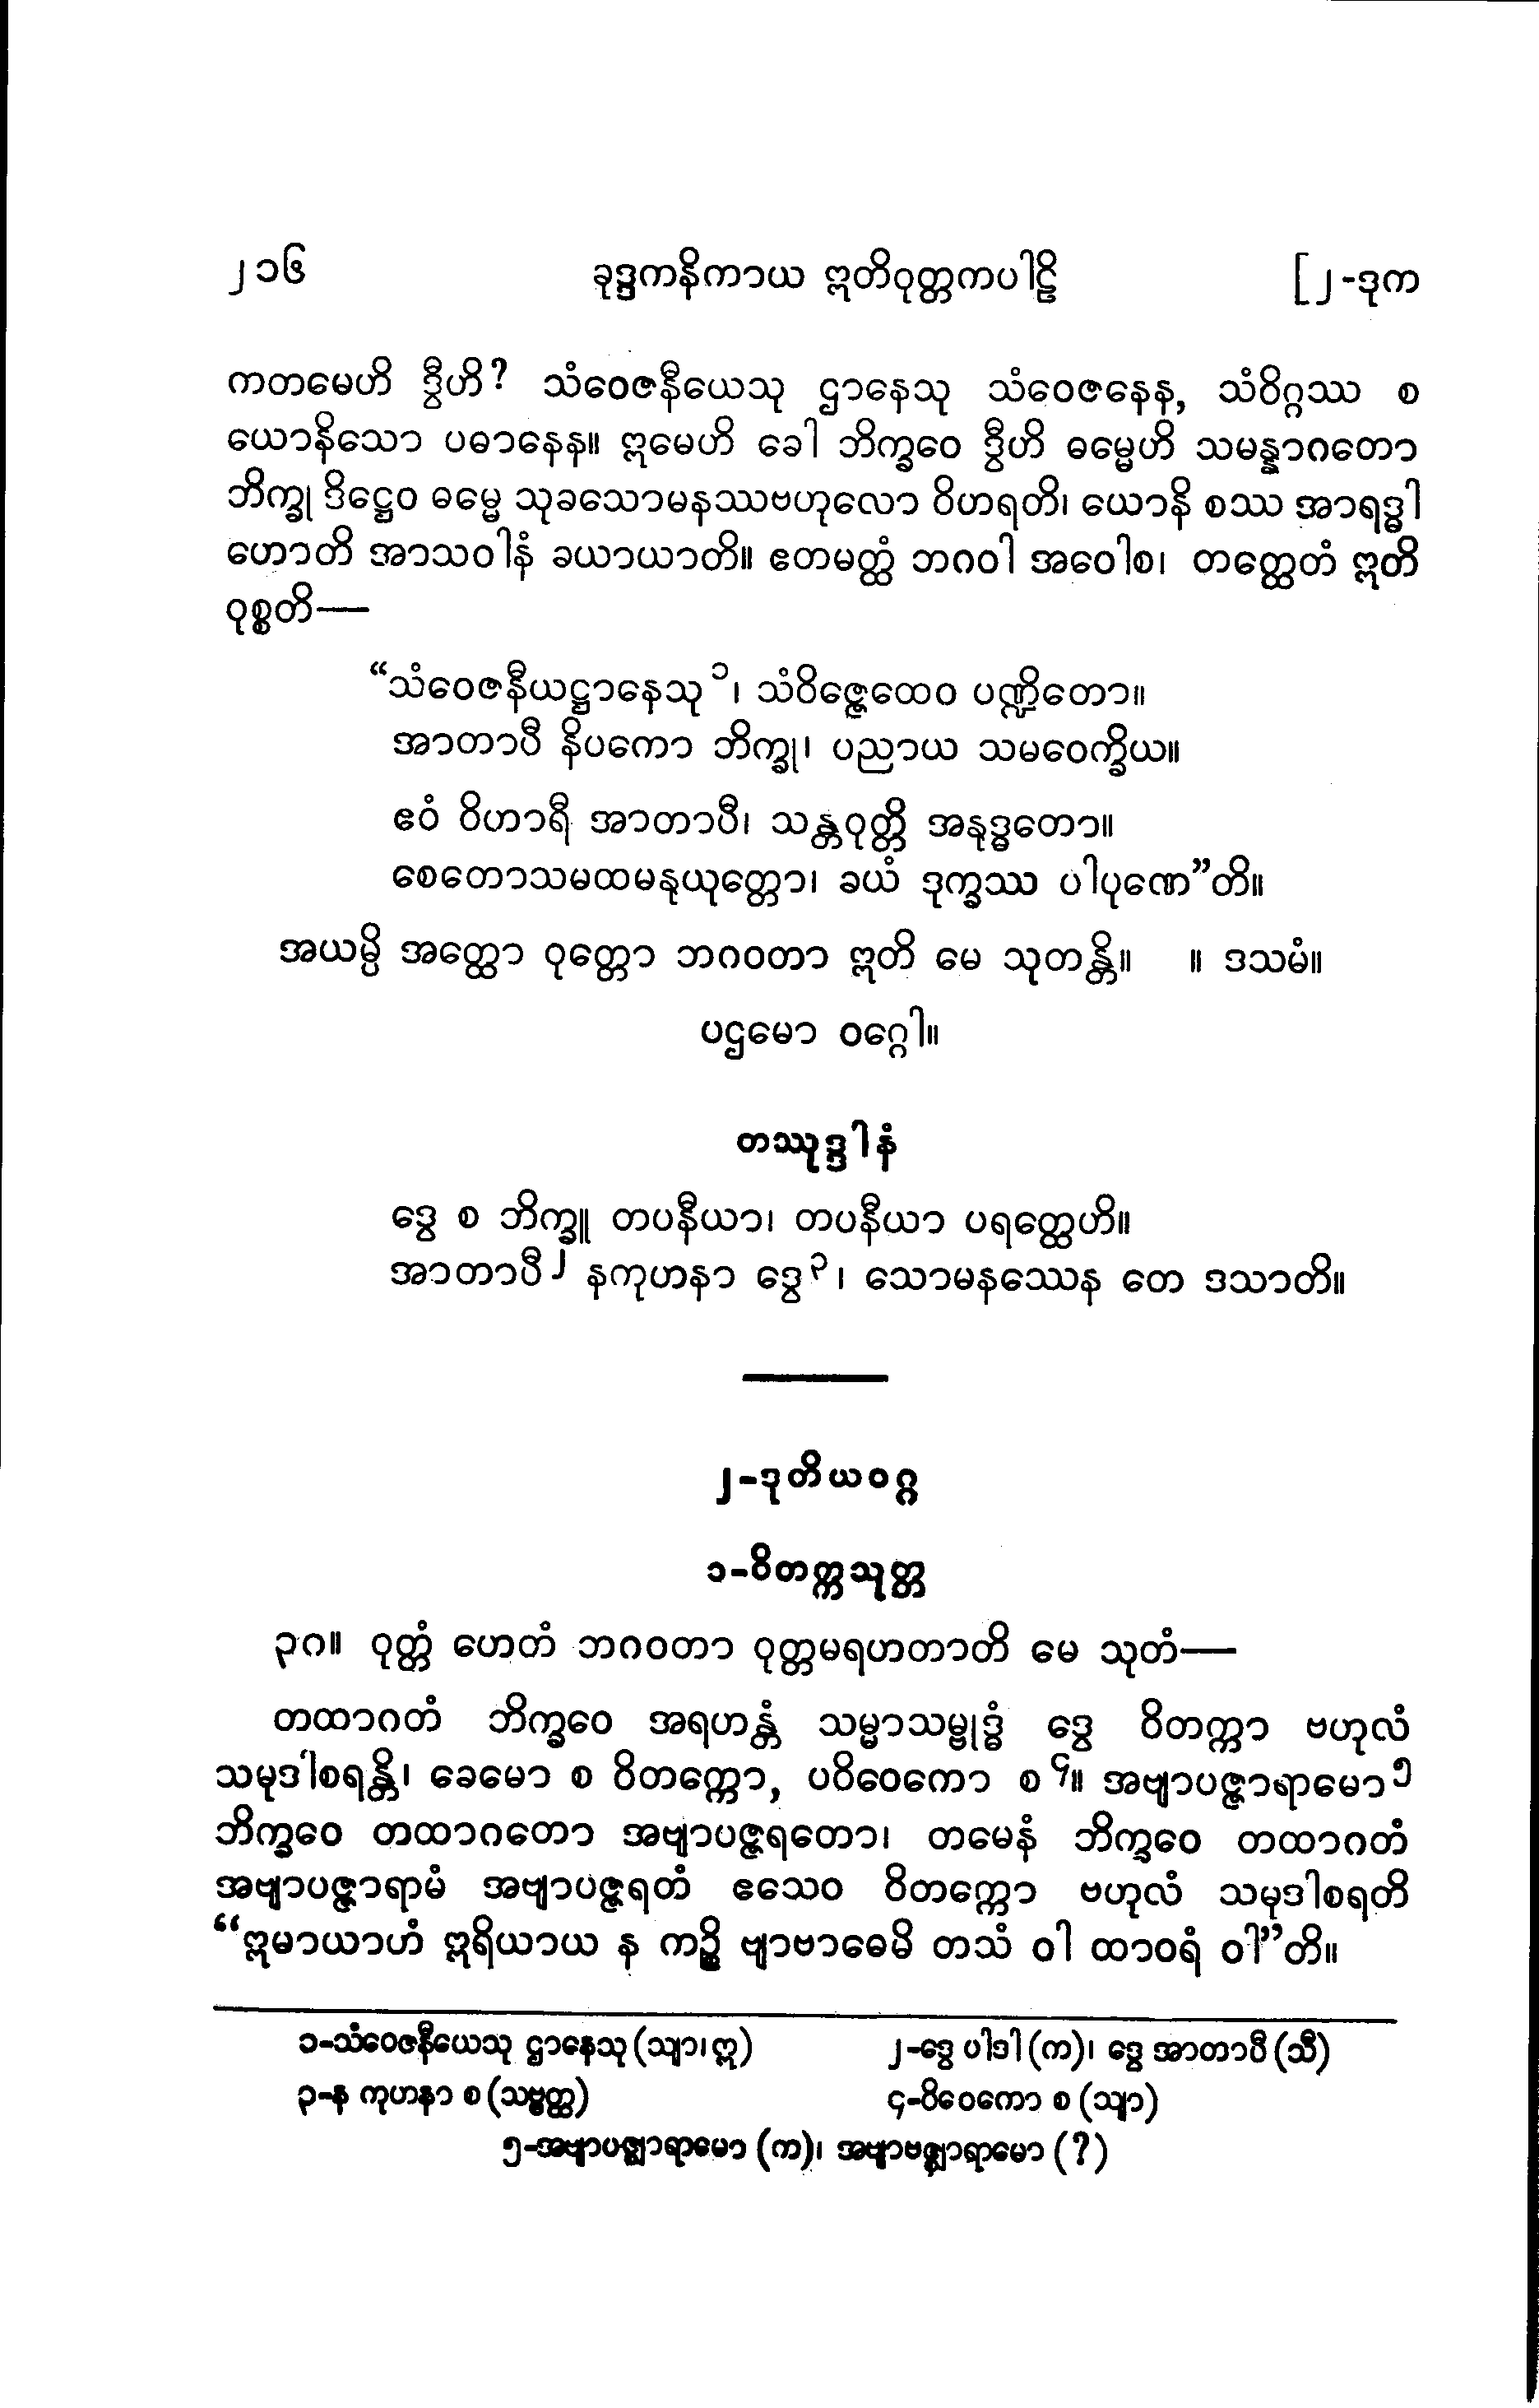 ၂၁၆ ခုဒ္ဒကနိကာယ ဣတိဝုတ္တကပါဠိ [၂-ဒုက
ကတမေဟိ ဒွီဟိ? သံဝေဇနီယေသု ဌာနေသု သံဝေဇနေန, သံဝိဂ္ဂဿ စ
ယောနိသော ပဓာနေန။ ဣမေဟိ ခေါ ဘိက္ခဝေ ဒွီဟိ ဓမ္မေဟိ သမန္နာဂတော
ဘိက္ခု ဒိဋ္ဌေဝ ဓမ္မေ သုခသောမနဿဗဟုလော ဝိဟရတိ၊ ယောနိ စဿ အာရဒ္ဓါ
ဟောတိ အာသဝါနံ ခယာယာတိ။ ဧတမတ္ထံ ဘဂဝါ အဝေါစ၊ တတ္ထေတံ ဣတိ
ဝုစ္စတိ—
“သံဝေဇနီယဋ္ဌာနေသု၁၊ သံဝိဇ္ဇေထေဝ ပဏ္ဍိတော။
အာတာပီ နိပကော ဘိက္ခု၊ ပညာယ သမဝေက္ခိယ။
ဧဝံ ဝိဟာရီ အာတာပီ၊ သန္တဝုတ္တိ အနုဒ္ဓတော။
စေတောသမထမနုယုတ္တော၊ ခယံ ဒုက္ခဿ ပါပုဏေ”တိ။
အယမ္ပိ အတ္ထော ဝုတ္တော ဘဂဝတာ ဣတိ မေ သုတန္တိ။ ။ ဒသမံ။
ပဌမော ဝဂ္ဂေါ။
တဿုဒ္ဒါနံ
ဒွေ စ ဘိက္ခူ တပနီယာ၊ တပနီယာ ပရတ္ထေဟိ။
အာတာပီ၂ နကုဟနာ ဒွေ၃၊ သောမနဿေန တေ ဒသာတိ။
၂-ဒုတိယဝဂ္ဂ
၁-ဝိတက္ကသုတ္တ
၃ဂ။ ဝုတ္တံ ဟေတံ ဘဂဝတာ ဝုတ္တမရဟတာတိ မေ သုတံ—
တထာဂတံ ဘိက္ခဝေ အရဟန္တံ သမ္မာသမ္ဗုဒ္ဓံ ဒွေ ဝိတက္ကာ ဗဟုလံ
သမုဒါစရန္တိ၊ ခေမော စ ဝိတက္ကော, ပဝိဝေကော စ၄။ အဗျာပဇ္ဇာရာမော၅
ဘိက္ခဝေ တထာဂတော အဗျာပဇ္ဇရတော၊ တမေနံ ဘိက္ခဝေ တထာဂတံ
အဗျာပဇ္ဇာရာမံ အဗျာပဇ္ဇရတံ ဧသေဝ ဝိတက္ကော ဗဟုလံ သမုဒါစရတိ
“ဣမာယာဟံ ဣရိယာယ န ကဉ္စိ ဗျာဗာဓေမိ တသံ ဝါ ထာဝရံ ဝါ”တိ။
၁-သံဝေဇနီယေသု ဌာနေသု (သျာ၊ ဣ) ၂-ဒွေ ပါဒါ (က)၊ ဒွေ အာတာပီ (သီ)
၃-န ကုဟနာ စ (သဗ္ဗတ္ထ) ၄-ဝိဝေကော စ (သျာ)
၅-အဗျာပဇ္ဈာရာမော (က)၊ အဗျာဗဇ္ဈာရာမော (?)